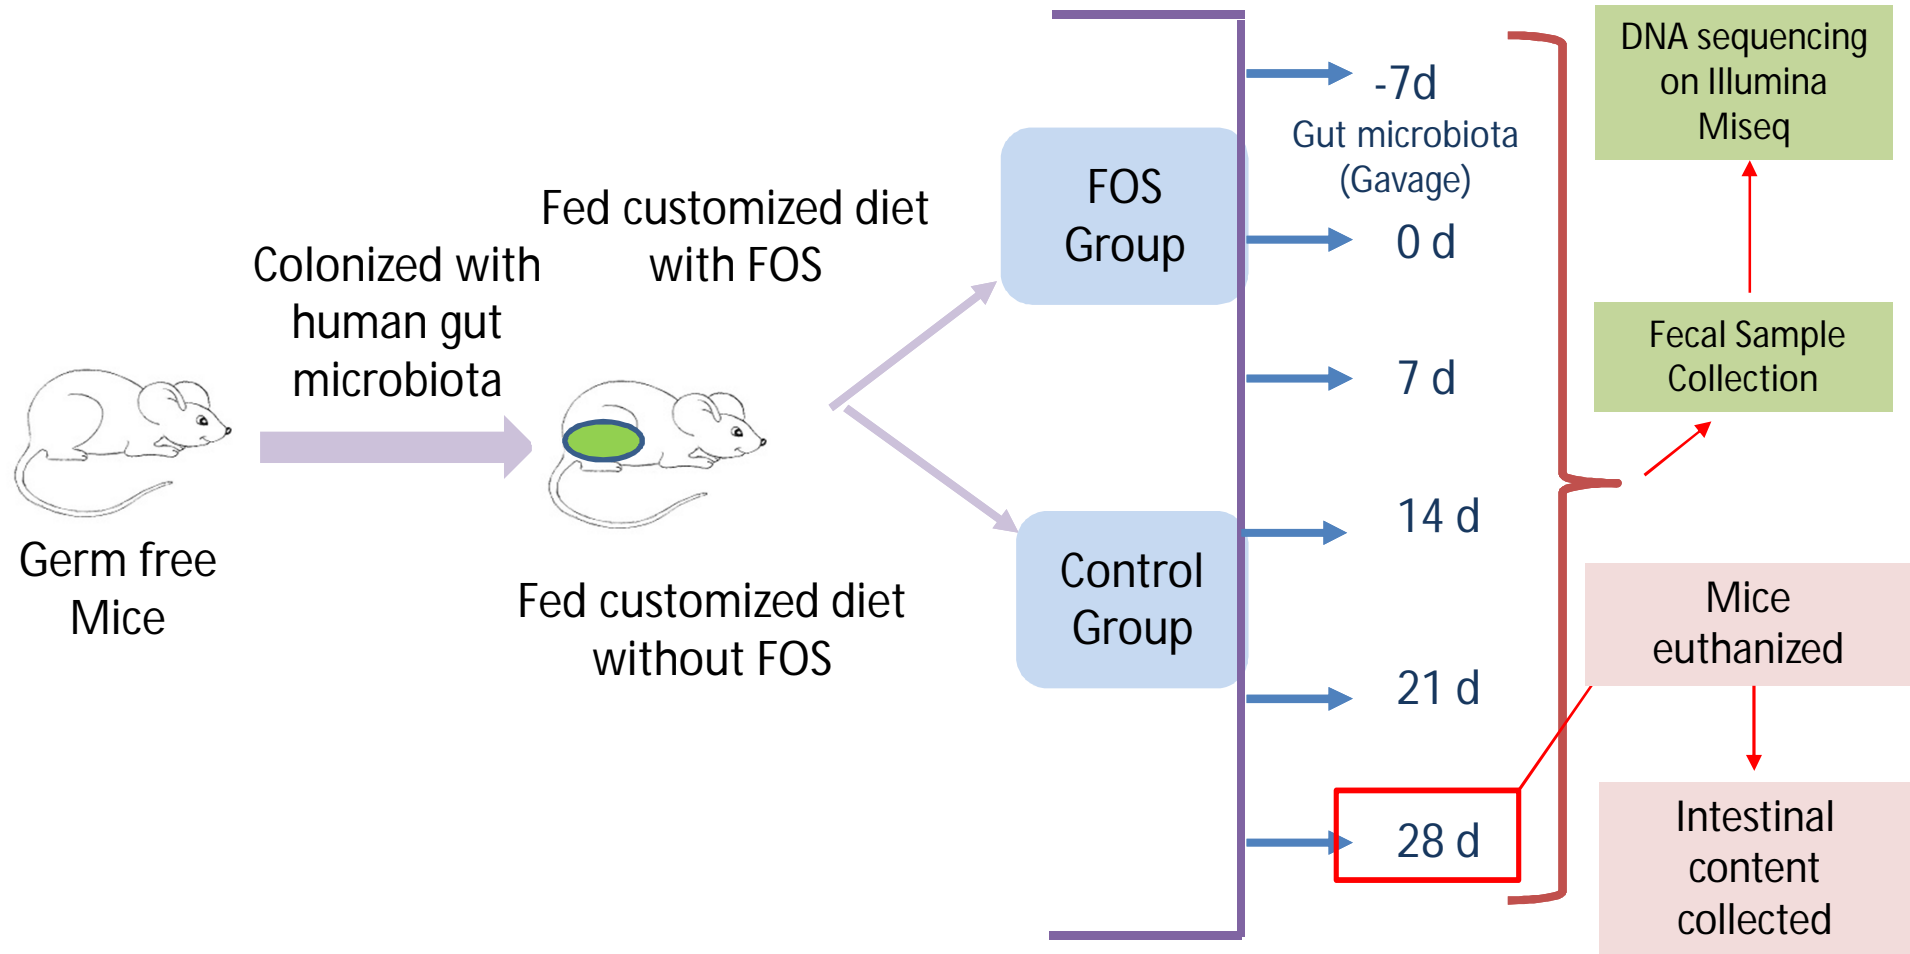 Germ free
Mice
Colonized with
human gut
microbiota
Fed customized diet
with FOS
Fed customized diet
without FOS
FOS
Group
Control
Group
-7d
Gut microbiota
(Gavage)
0 d
7 d
14 d
21 d
28 d
DNA sequencing
on Illumina
Miseq
Fecal Sample
Collection
Mice
euthanized
Intestinal
content
collected